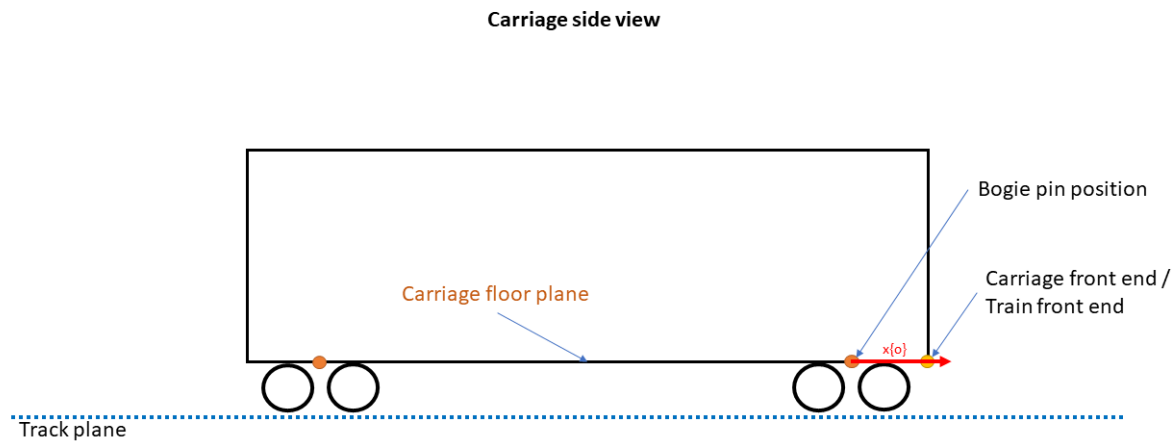 Carriage side view
Bogie pin position
Carriage front end /
Train front end
Carriage floor plane
x{o}
Track plane